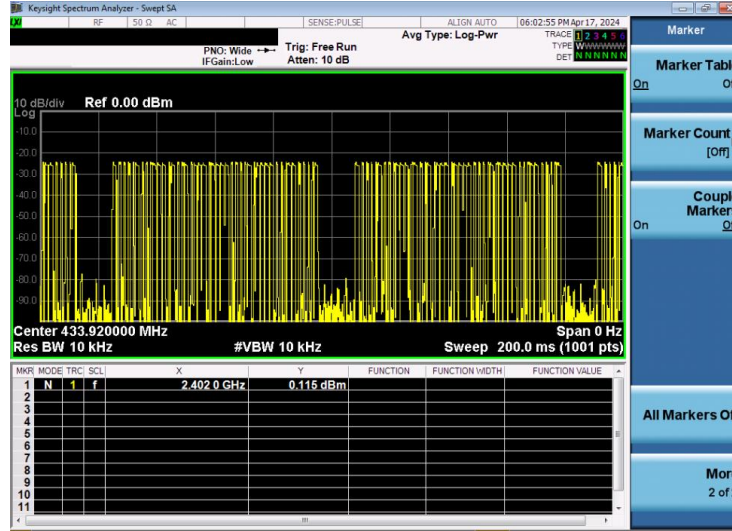 Keysight Spectrum Analyzer - Swept SA
RF 50 Ω AC SENSE:PULSE ALIGN AUTO 06:02:55 PM Apr 17, 2024
Avg Type: Log-Pwr
TRACE 1 2 3 4 5 6
TYPE WWWWWW
DET N N N N N N
PNO: Wide
IFGain:Low
Trig: Free Run
Atten: 10 dB
10 dB/div Ref 0.00 dBm
Log
-10.0
-20.0
-30.0
-40.0
-50.0
-60.0
-70.0
-80.0
-90.0
Center 433.920000 MHz Span 0 Hz
Res BW 10 kHz #VBW 10 kHz Sweep 200.0 ms (1001 pts)
MKR MODE TRC SCL X Y FUNCTION FUNCTION WIDTH FUNCTION VALUE
1 N 1 f 2.402 0 GHz 0.115 dBm
2
3
4
5
6
7
8
9
10
11
Marker
Marker Tabl
On O
Marker Count
[Off]
Coupl
Marker
On O
All Markers O
Mor
2 of